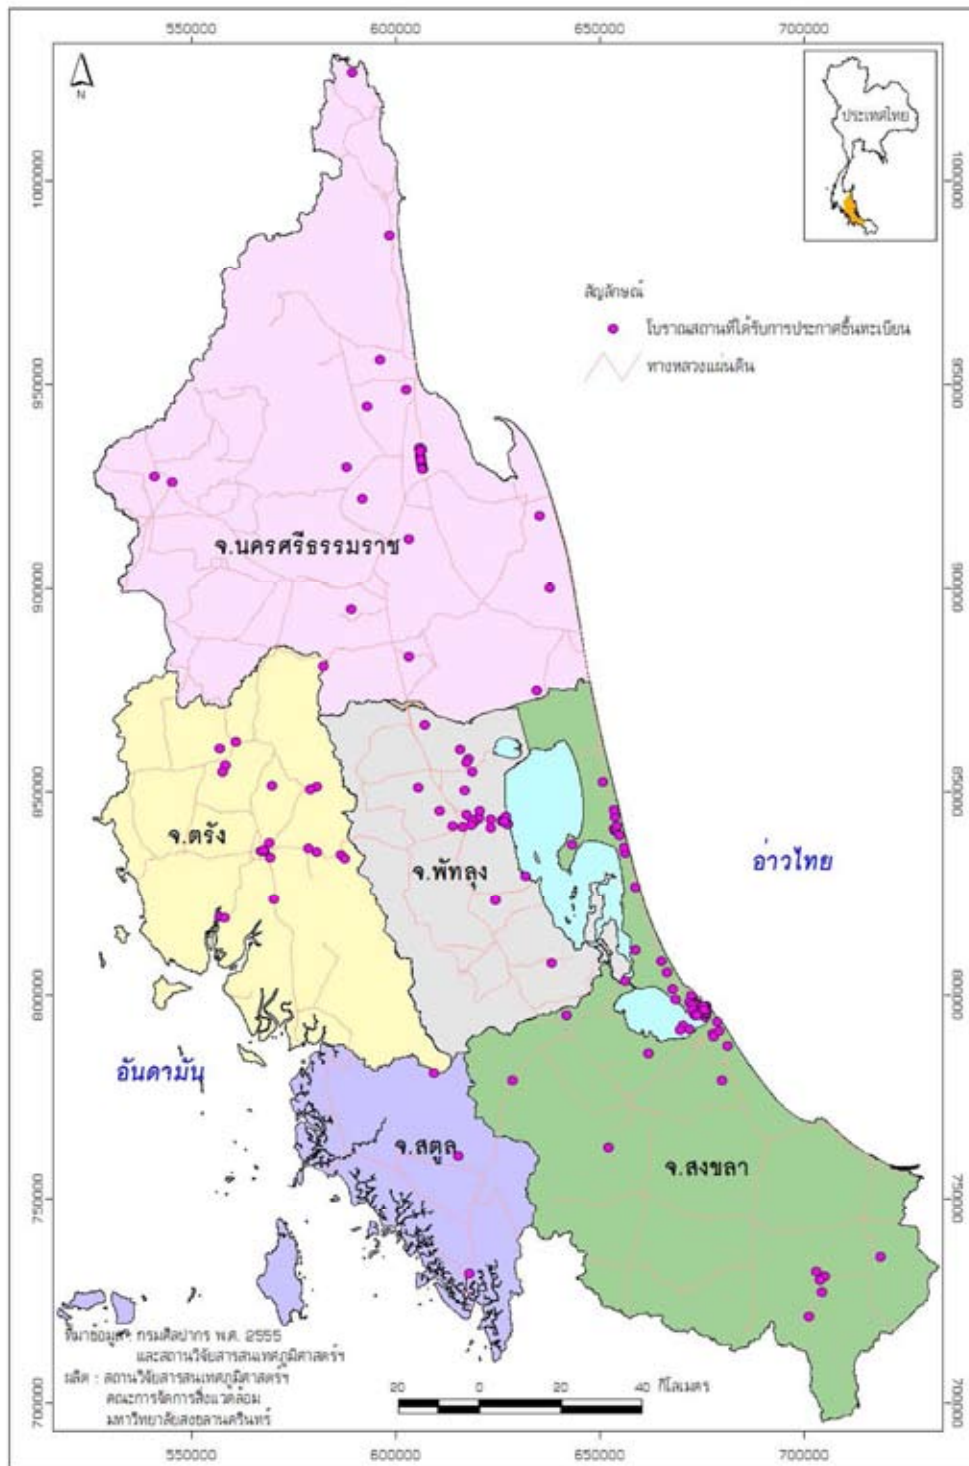 550000 600000 650000 700000
N
ประเทศไทย
1000000 1000000
สัญลักษณ์
โบราณสถานที่ได้รับการประกาศขึ้นทะเบียน
ทางหลวงแผ่นดิน
950000 950000
จ.นครศรีธรรมราช
900000 900000
850000 850000
จ.ตรัง
จ.พัทลุง
อ่าวไทย
800000 800000
อันดามัน
จ.สตูล
จ.สงขลา
750000 750000
ที่มาข้อมูล : กรมศิลปากร พ.ศ. 2555
และสถานวิจัยสารสนเทศภูมิศาสตร์ฯ
ผลิต : สถานวิจัยสารสนเทศภูมิศาสตร์ฯ
คณะการจัดการสิ่งแวดล้อม
มหาวิทยาลัยสงขลานครินทร์
20 0 20 40 กิโลเมตร
700000 700000
550000 600000 650000 700000